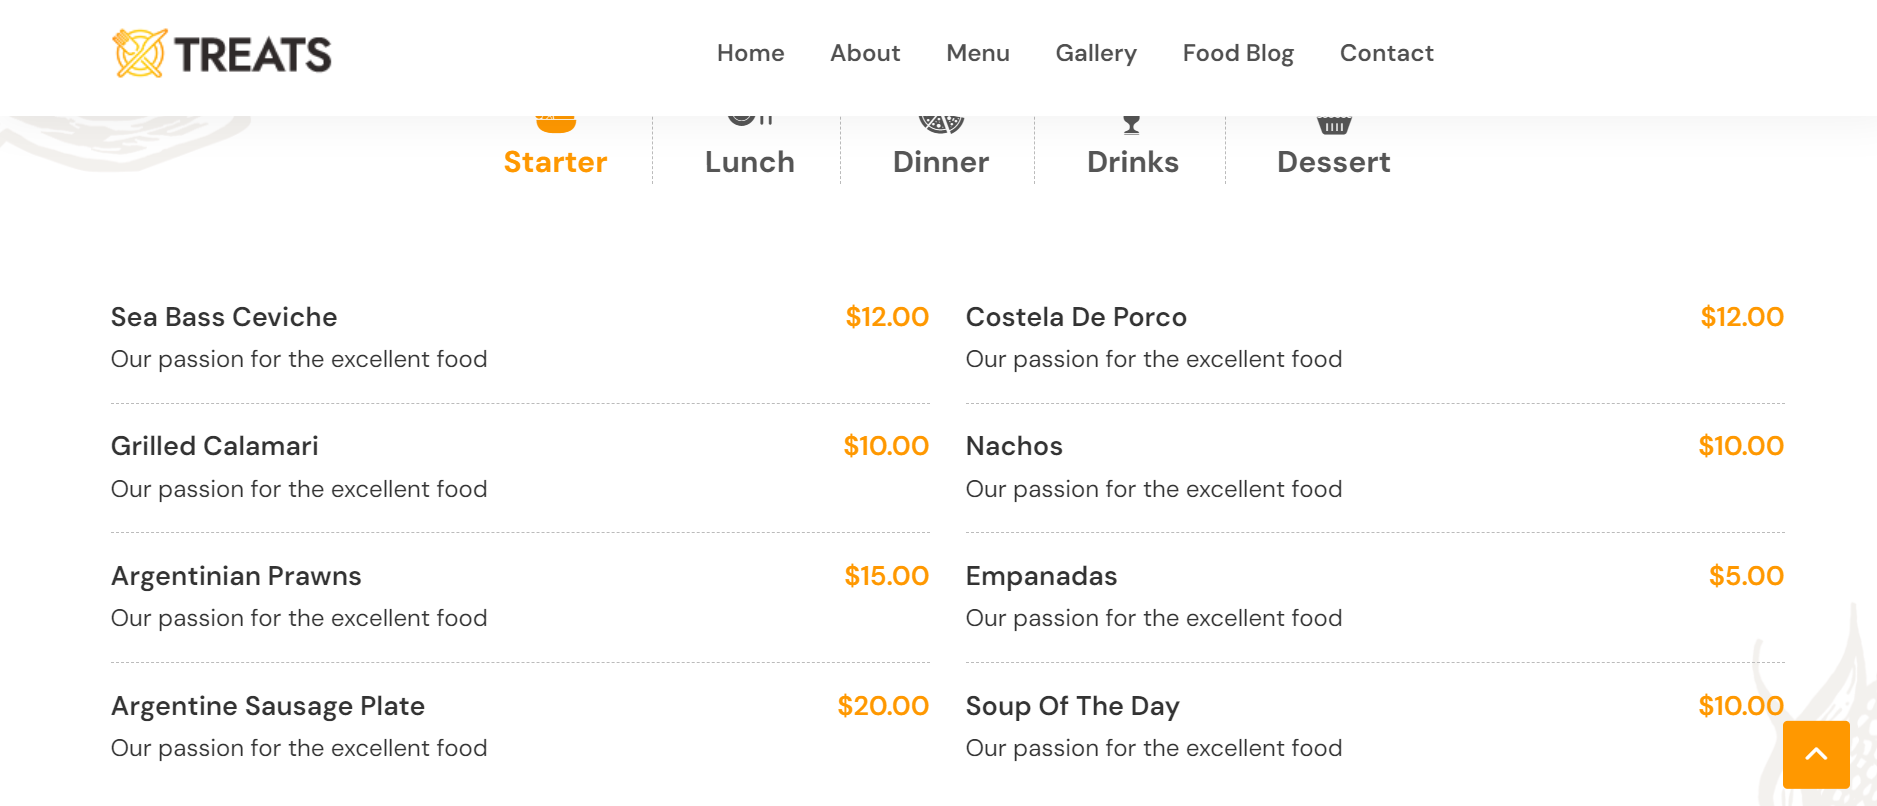 TREATS
Home About Menu Gallery Food Blog Contact
Starter Lunch Dinner Drinks Dessert
Sea Bass Ceviche $12.00
Our passion for the excellent food
Costela De Porco $12.00
Our passion for the excellent food
Grilled Calamari $10.00
Our passion for the excellent food
Nachos $10.00
Our passion for the excellent food
Argentinian Prawns $15.00
Our passion for the excellent food
Empanadas $5.00
Our passion for the excellent food
Argentine Sausage Plate $20.00
Our passion for the excellent food
Soup Of The Day $10.00
Our passion for the excellent food